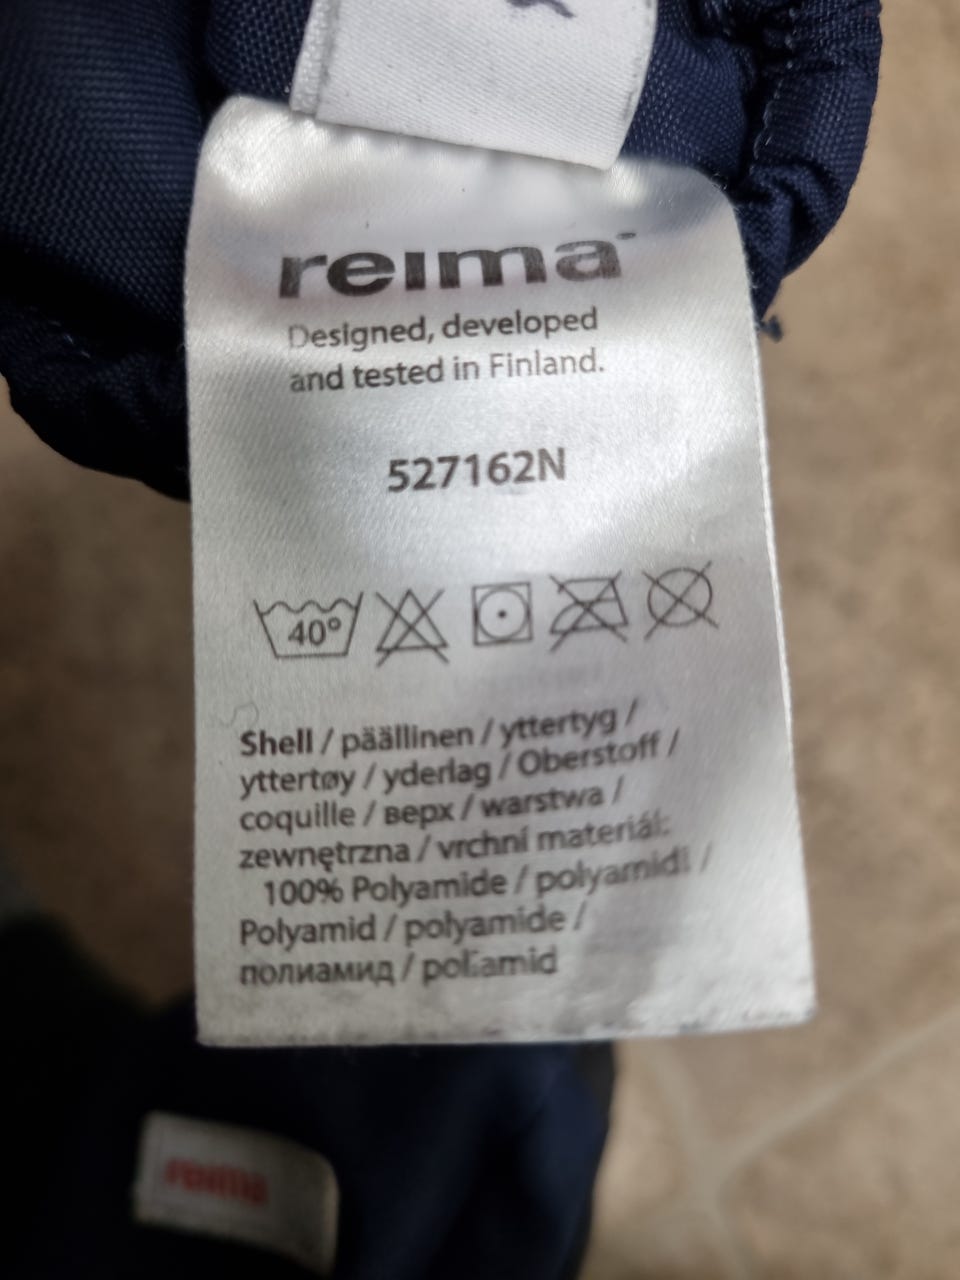 reima
Designed, developed
and tested in Finland.
527162N
40°
Shell / päällinen / yttertyg /
yttertøy / yderlag / Oberstoff /
coquille / верх / warstwa /
zewnętrzna / vrchní materiál:
100% Polyamide / polyamidi /
Polyamid / polyamide /
полиамид / poliamid
reima